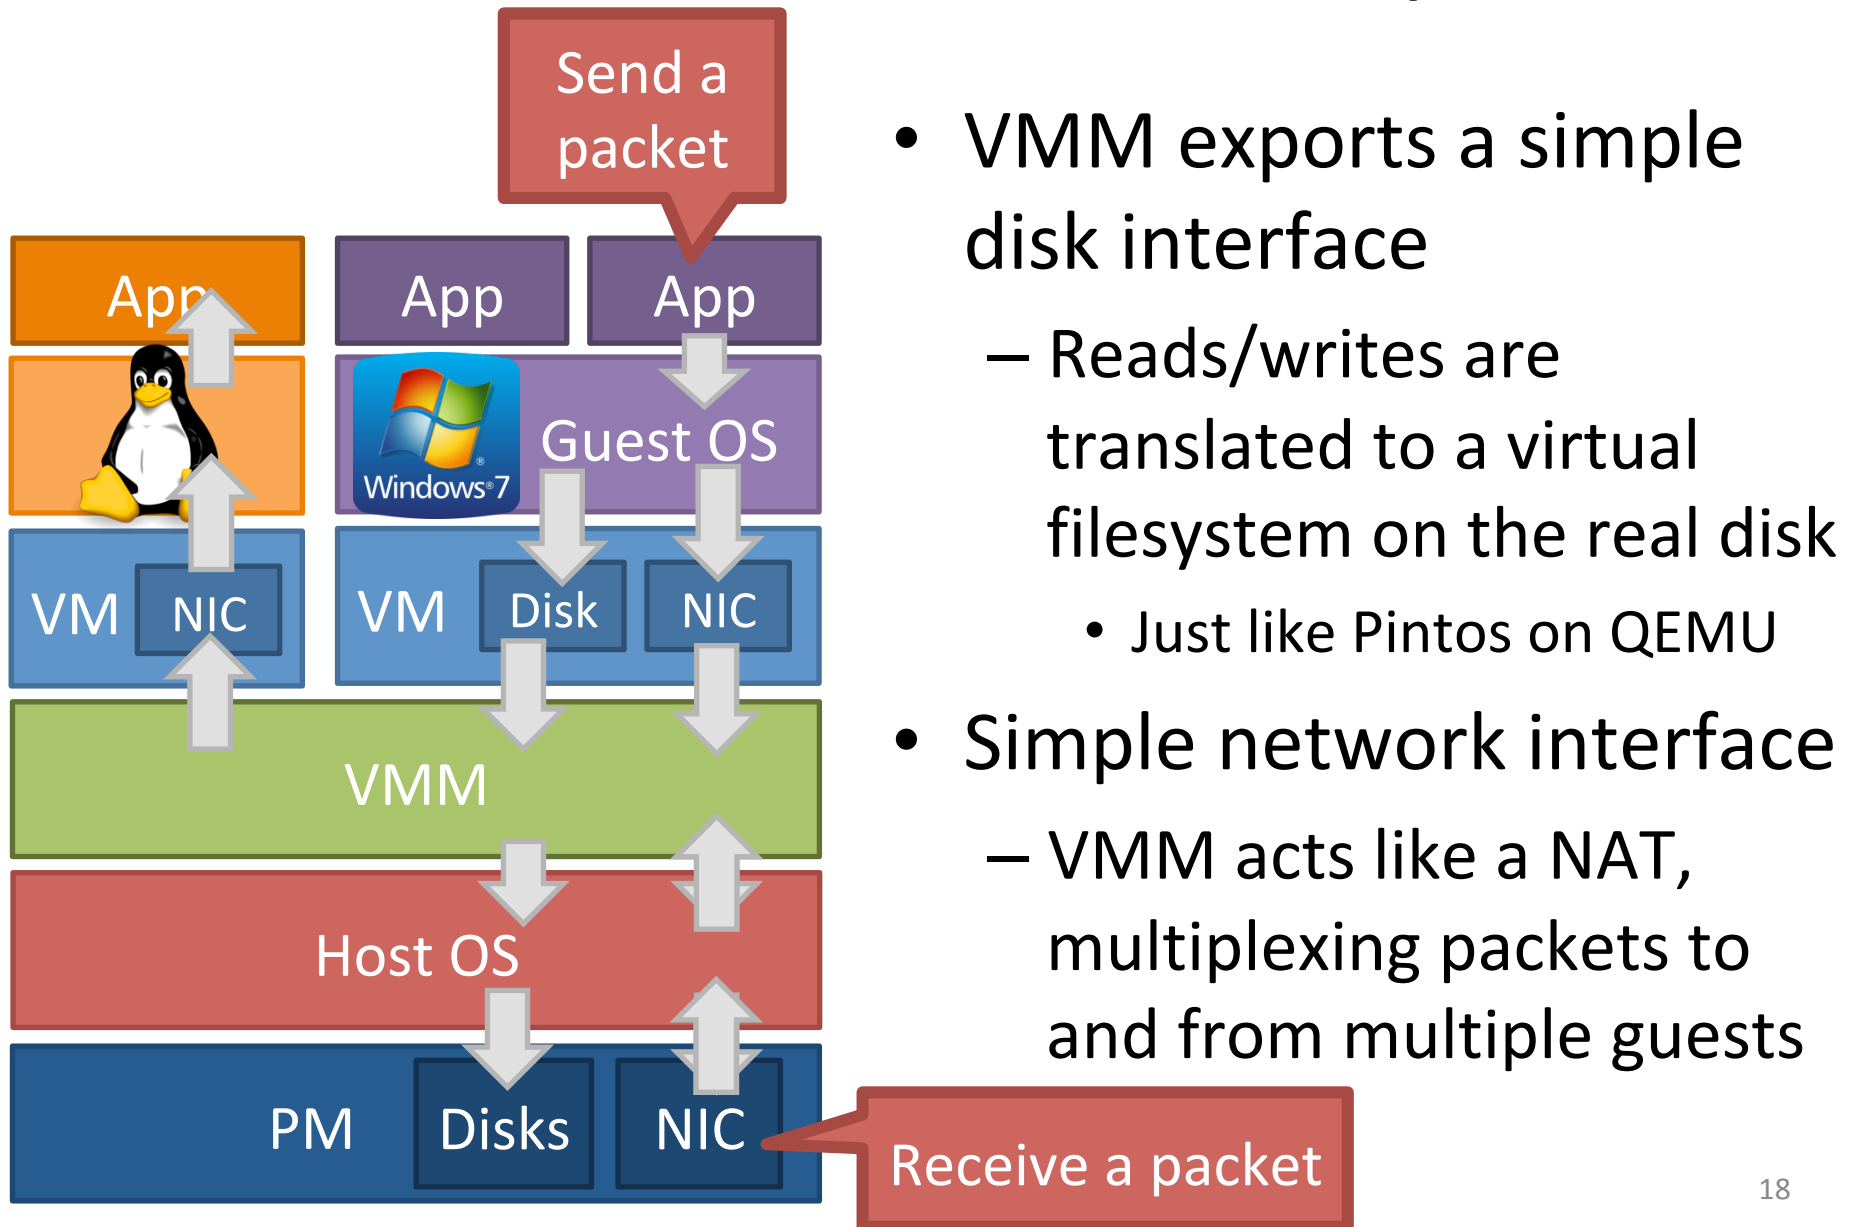 Send a
packet
App
App
App
Guest OS
Windows®7
VM
NIC
VM
Disk
NIC
VMM
Host OS
PM
Disks
NIC
Receive a packet
• VMM exports a simple
disk interface
– Reads/writes are
translated to a virtual
filesystem on the real disk
• Just like Pintos on QEMU
• Simple network interface
– VMM acts like a NAT,
multiplexing packets to
and from multiple guests
18